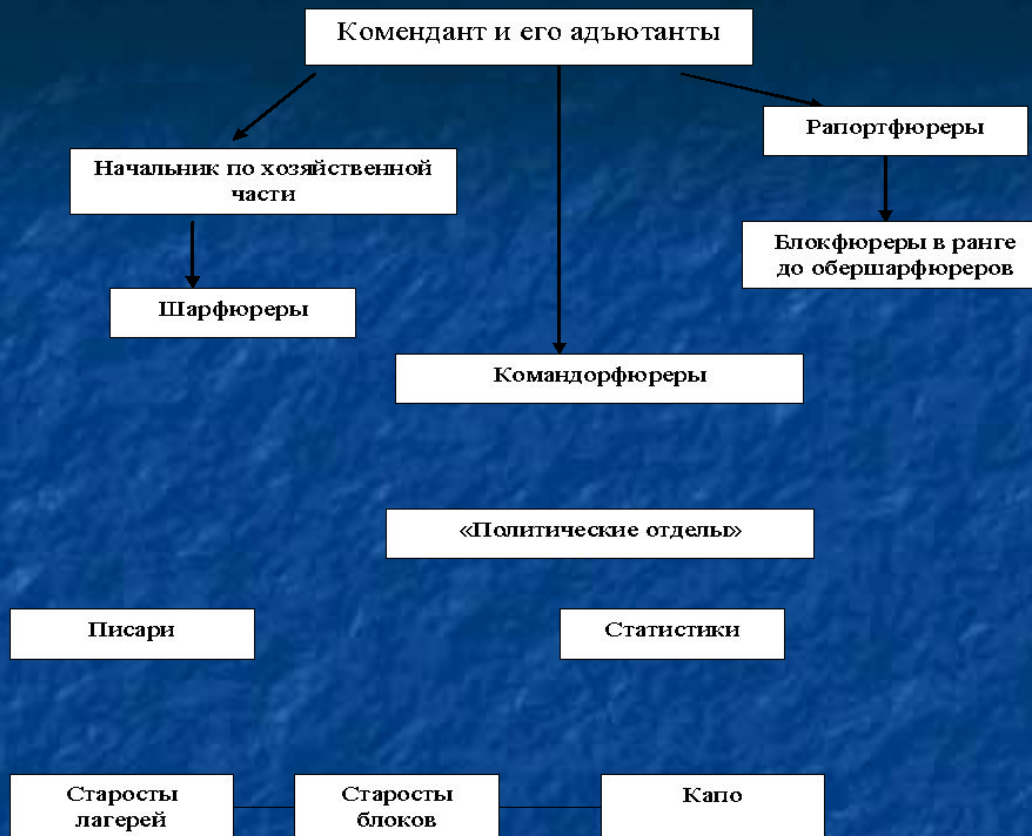 Комендант и его адъютанты
Рапортфюреры
Начальник по хозяйственной
части
Блокфюреры в ранге
до обершарфюреров
Шарфюреры
Командорфюреры
«Политические отделы»
Писари
Статистики
Старосты
лагерей
Старосты
блоков
Капо